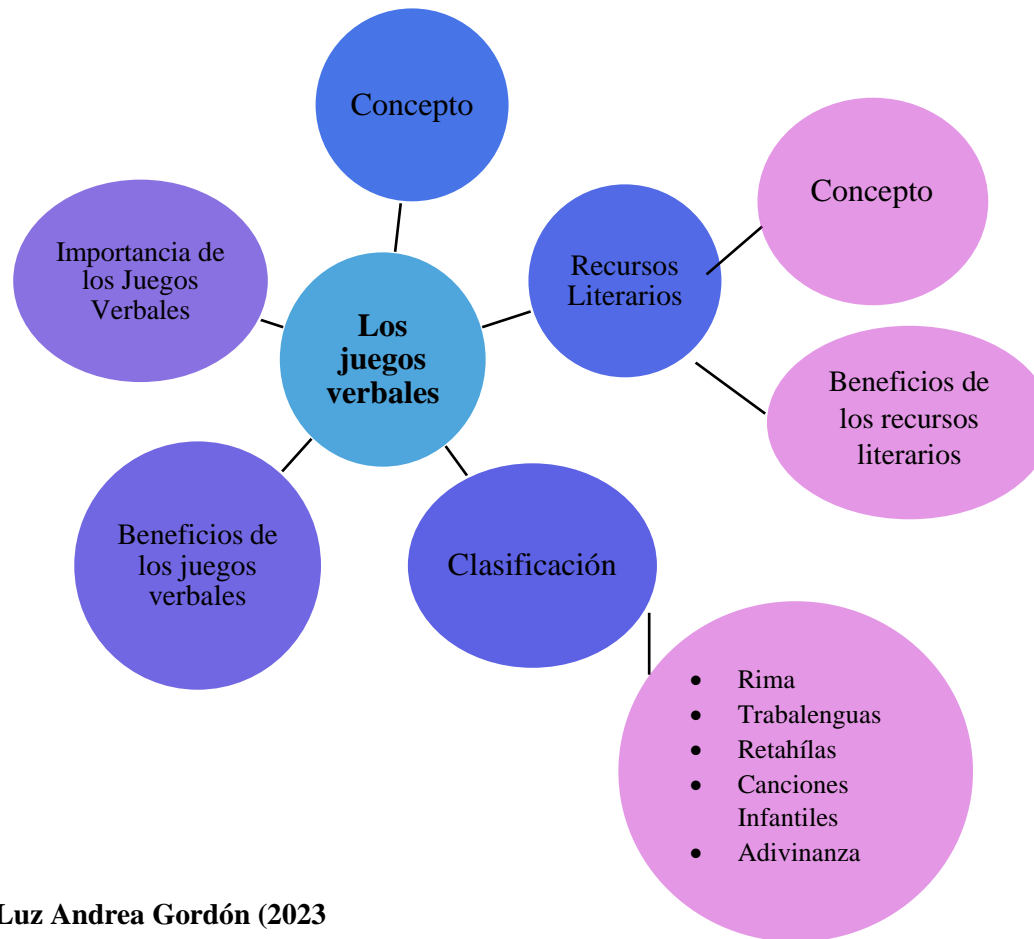 Concepto
Concepto
Importancia de
los Juegos
Verbales
Recursos
Literarios
Los
juegos
verbales
Beneficios de
los recursos
literarios
Beneficios de
los juegos
verbales
Clasificación
• Rima
• Trabalenguas
• Retahílas
• Canciones
Infantiles
• Adivinanza
Luz Andrea Gordón (2023